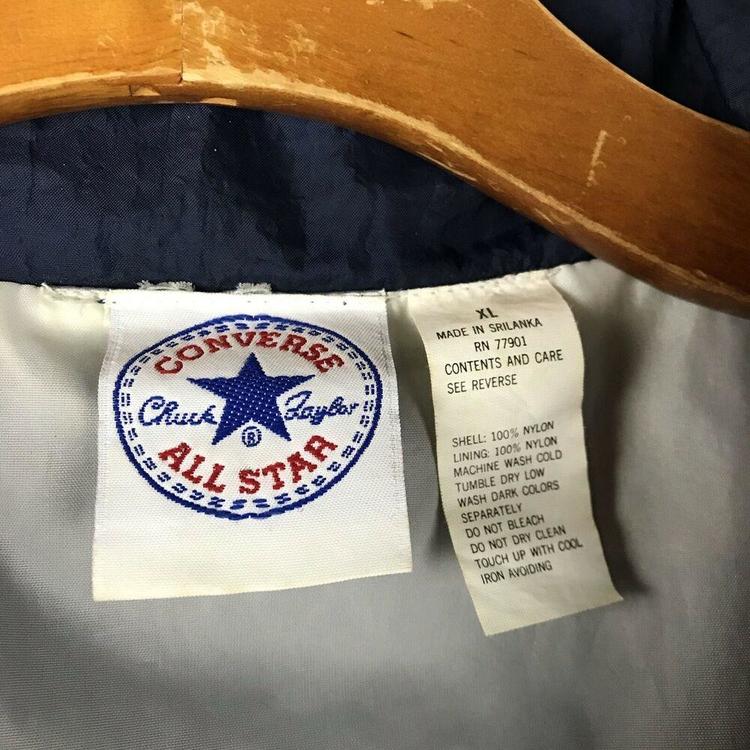 CONVERSE
Chuck Taylor
®
ALL STAR
XL
MADE IN SRILANKA
RN 77901
CONTENTS AND CARE
SEE REVERSE
SHELL: 100% NYLON
LINING: 100% NYLON
MACHINE WASH COLD
TUMBLE DRY LOW
WASH DARK COLORS
SEPARATELY
DO NOT BLEACH
DO NOT DRY CLEAN
TOUCH UP WITH COOL
IRON AVOIDING